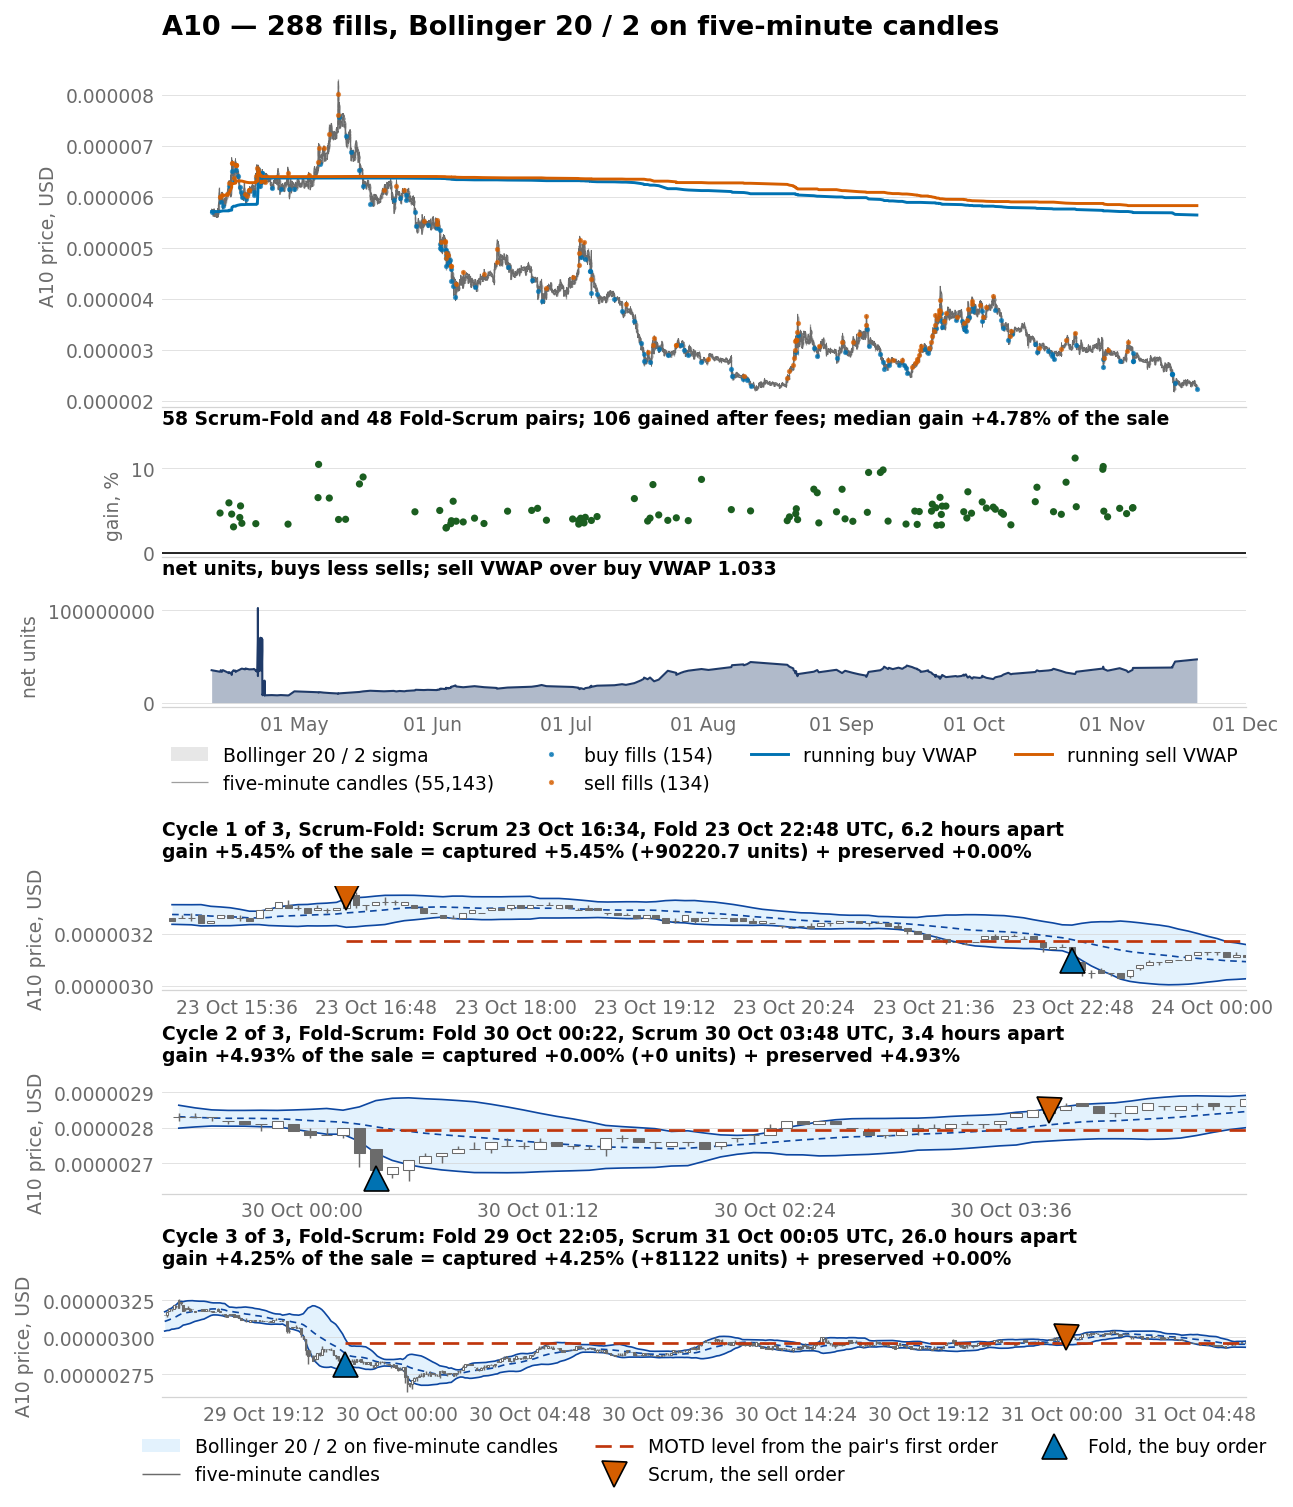 A10 — 288 fills, Bollinger 20 / 2 on five-minute candles
A10 price, USD
0.000008
0.000007
0.000006
0.000005
0.000004
0.000003
0.000002
58 Scrum-Fold and 48 Fold-Scrum pairs; 106 gained after fees; median gain +4.78% of the sale
gain, %
10
0
net units, buys less sells; sell VWAP over buy VWAP 1.033
net units
100000000
0
01 May 01 Jun 01 Jul 01 Aug 01 Sep 01 Oct 01 Nov 01 Dec
Bollinger 20 / 2 sigma buy fills (154) running buy VWAP running sell VWAP
five-minute candles (55,143) sell fills (134)
Cycle 1 of 3, Scrum-Fold: Scrum 23 Oct 16:34, Fold 23 Oct 22:48 UTC, 6.2 hours apart
gain +5.45% of the sale = captured +5.45% (+90220.7 units) + preserved +0.00%
A10 price, USD
0.0000032
0.0000030
23 Oct 15:36 23 Oct 16:48 23 Oct 18:00 23 Oct 19:12 23 Oct 20:24 23 Oct 21:36 23 Oct 22:48 24 Oct 00:00
Cycle 2 of 3, Fold-Scrum: Fold 30 Oct 00:22, Scrum 30 Oct 03:48 UTC, 3.4 hours apart
gain +4.93% of the sale = captured +0.00% (+0 units) + preserved +4.93%
A10 price, USD
0.0000029
0.0000028
0.0000027
30 Oct 00:00 30 Oct 01:12 30 Oct 02:24 30 Oct 03:36
Cycle 3 of 3, Fold-Scrum: Fold 29 Oct 22:05, Scrum 31 Oct 00:05 UTC, 26.0 hours apart
gain +4.25% of the sale = captured +4.25% (+81122 units) + preserved +0.00%
A10 price, USD
0.00000325
0.00000300
0.00000275
29 Oct 19:12 30 Oct 00:00 30 Oct 04:48 30 Oct 09:36 30 Oct 14:24 30 Oct 19:12 31 Oct 00:00 31 Oct 04:48
Bollinger 20 / 2 on five-minute candles MOTD level from the pair's first order Fold, the buy order
five-minute candles Scrum, the sell order